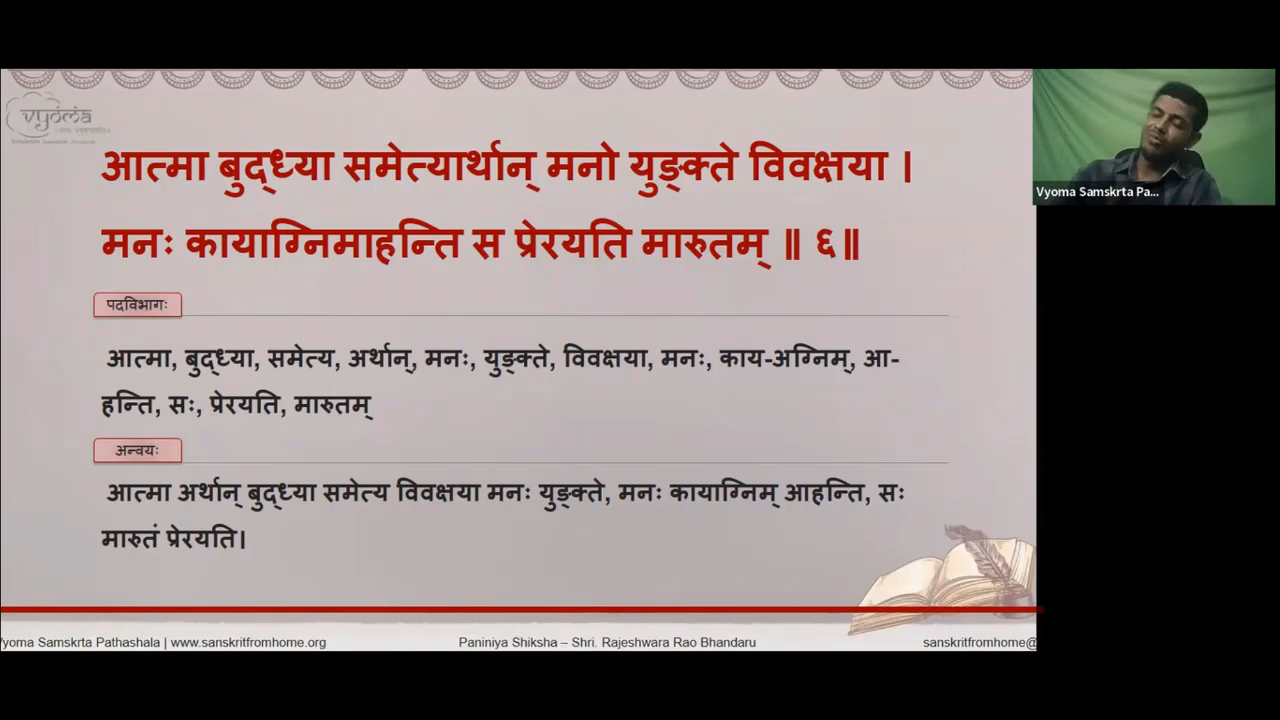 vyoma
आत्मा बुद्ध्या समेत्यार्थान् मनो युङ्क्ते विवक्षया ।
मनः कायाग्निमाहन्ति स प्रेरयति मारुतम् ॥ ६॥
पदविभागः
आत्मा, बुद्ध्या, समेत्य, अर्थान्, मनः, युङ्क्ते, विवक्षया, मनः, काय-अग्निम्, आ-
हन्ति, सः, प्रेरयति, मारुतम्
अन्वयः
आत्मा अर्थान् बुद्ध्या समेत्य विवक्षया मनः युङ्क्ते, मनः कायाग्निम् आहन्ति, सः
मारुतं प्रेरयति।
Vyoma Samskrta Pa...
yoma Samskrta Pathashala | www.sanskritfromhome.org
Paniniya Shiksha – Shri. Rajeshwara Rao Bhandaru
sanskritfromhome@